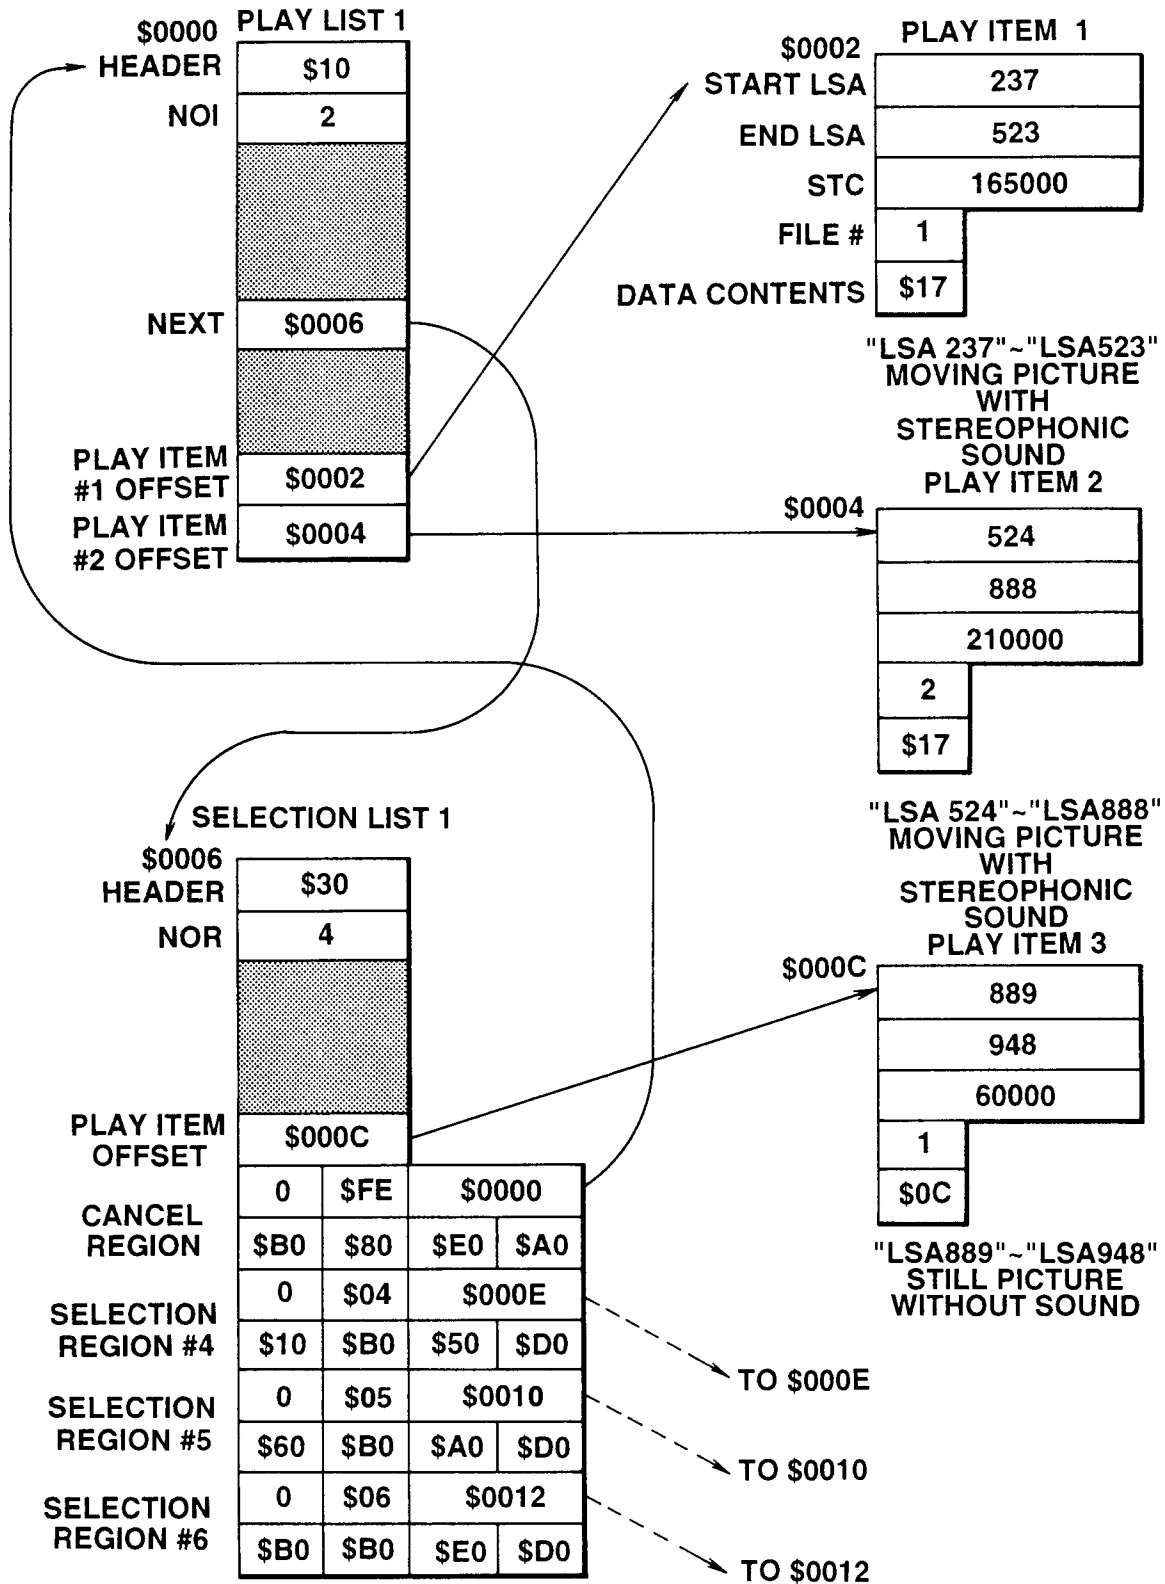 PLAY LIST 1
$0000
HEADER
$10
NOI
2
NEXT
$0006
PLAY ITEM
#1 OFFSET
$0002
PLAY ITEM
#2 OFFSET
$0004
PLAY ITEM 1
$0002
START LSA
237
END LSA
523
STC
165000
FILE #
1
DATA CONTENTS
$17
"LSA 237"~"LSA523"
MOVING PICTURE
WITH
STEREOPHONIC
SOUND
PLAY ITEM 2
$0004
524
888
210000
2
$17
"LSA 524"~"LSA888"
MOVING PICTURE
WITH
STEREOPHONIC
SOUND
PLAY ITEM 3
$000C
889
948
60000
1
$0C
"LSA889"~"LSA948"
STILL PICTURE
WITHOUT SOUND
SELECTION LIST 1
$0006
HEADER
$30
NOR
4
PLAY ITEM
OFFSET
$000C
CANCEL
REGION
0 $FE $0000
$B0 $80 $E0 $A0
SELECTION
REGION #4
0 $04 $000E
$10 $B0 $50 $D0
TO $000E
SELECTION
REGION #5
0 $05 $0010
$60 $B0 $A0 $D0
TO $0010
SELECTION
REGION #6
0 $06 $0012
$B0 $B0 $E0 $D0
TO $0012